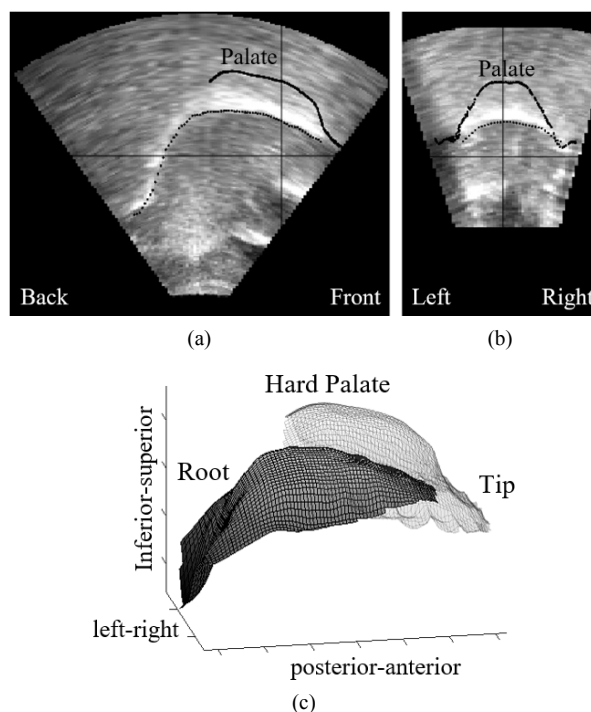 Palate
Back
Front
(a)
Palate
Left
Right
(b)
Hard Palate
Root
Tip
Inferior-superior
left-right
posterior-anterior
(c)